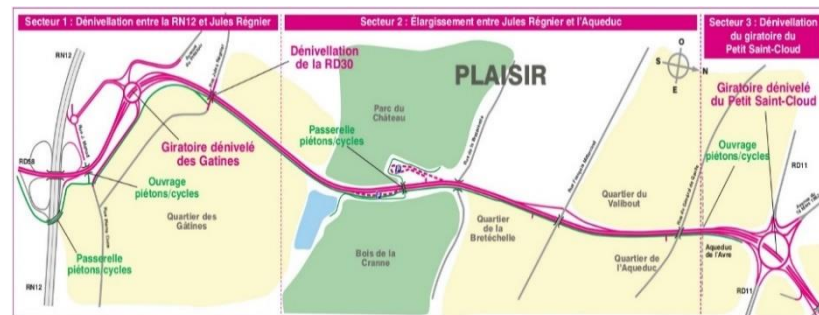 Secteur 1 : Dénivellation entre la RN12 et Jules Régnier
Secteur 2 : Élargissement entre Jules Régnier et l'Aqueduc
Secteur 3 : Dénivellation
du giratoire du
Petit Saint-Cloud
RN12
Dénivellation
de la RD30
PLAISIR
O
S
N
E
Parc du
Château
Giratoire dénivelé
du Petit Saint-Cloud
Passerelle
piétons/cycles
Giratoire dénivelé
des Gatines
Ouvrage
piétons/cycles
RD11
RD58
Ouvrage
piétons/cycles
Quartier du
Valibout
Quartier des
Gâtines
Quartier
de la
Bretéchelle
Passerelle
piétons/cycles
Bois de la
Cranne
Quartier de
l'Aqueduc
Aqueduc
de l'Avre
RD11
RN12